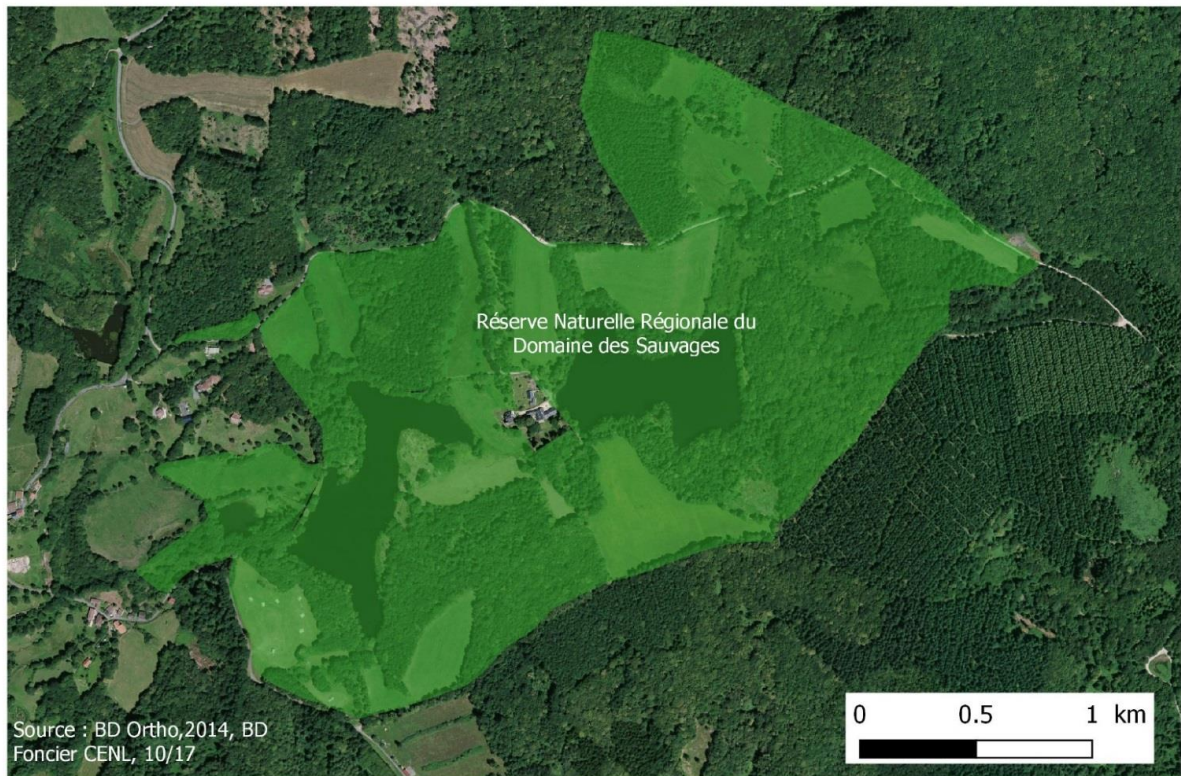 Réserve Naturelle Régionale du
Domaine des Sauvages
Source : BD Ortho,2014, BD
Foncier CENL, 10/17
0 0.5 1 km